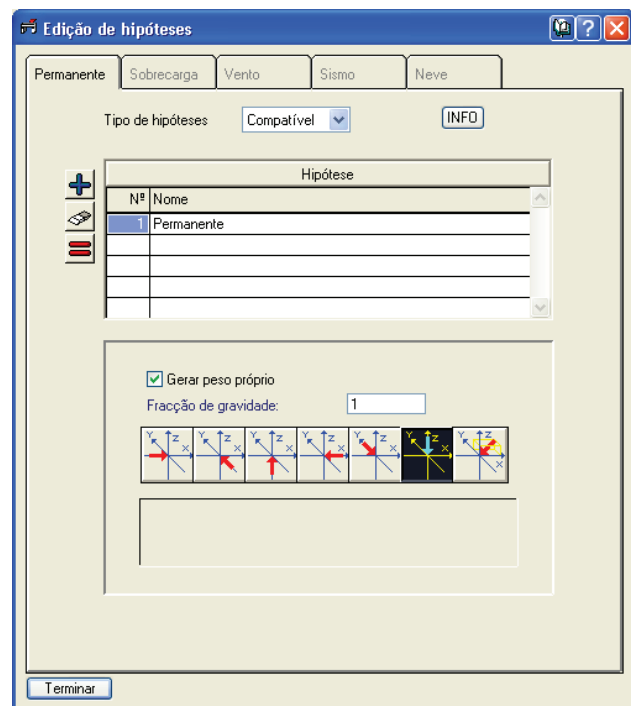 Edição de hipóteses
Permanente Sobrecarga Vento Sismo Neve
Tipo de hipóteses Compatível INFO
Hipótese
Nº Nome
1 Permanente
Gerar peso próprio
Fracção de gravidade: 1
Y Z X Y Z X Y Z X Y Z X Y Z X Y Z X Y Z X
Terminar